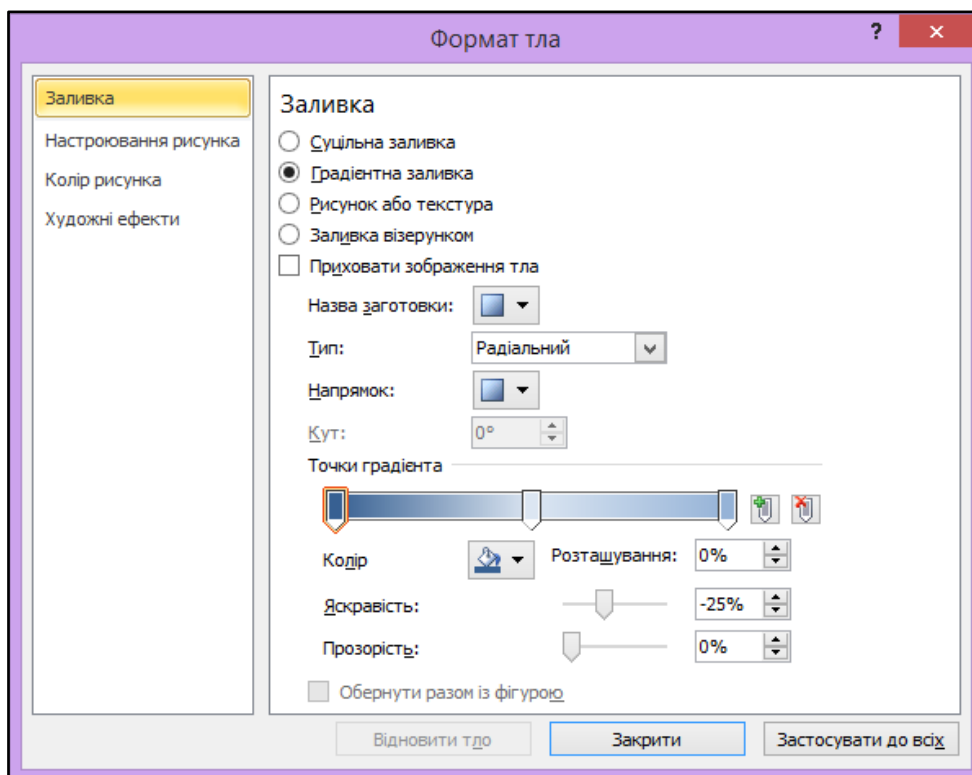 Формат тла
?
Заливка
Настроювання рисунка
Колір рисунка
Художні ефекти
Заливка
Суцільна заливка
Градієнтна заливка
Рисунок або текстура
Заливка візерунком
Приховати зображення тла
Назва заготовки:
Тип: Радіальний
Напрямок:
Кут: 0°
Точки градієнта
Колір Розташування: 0%
Яскравість: -25%
Прозорість: 0%
Обернути разом із фігурою
Відновити тло Закрити Застосувати до всіх